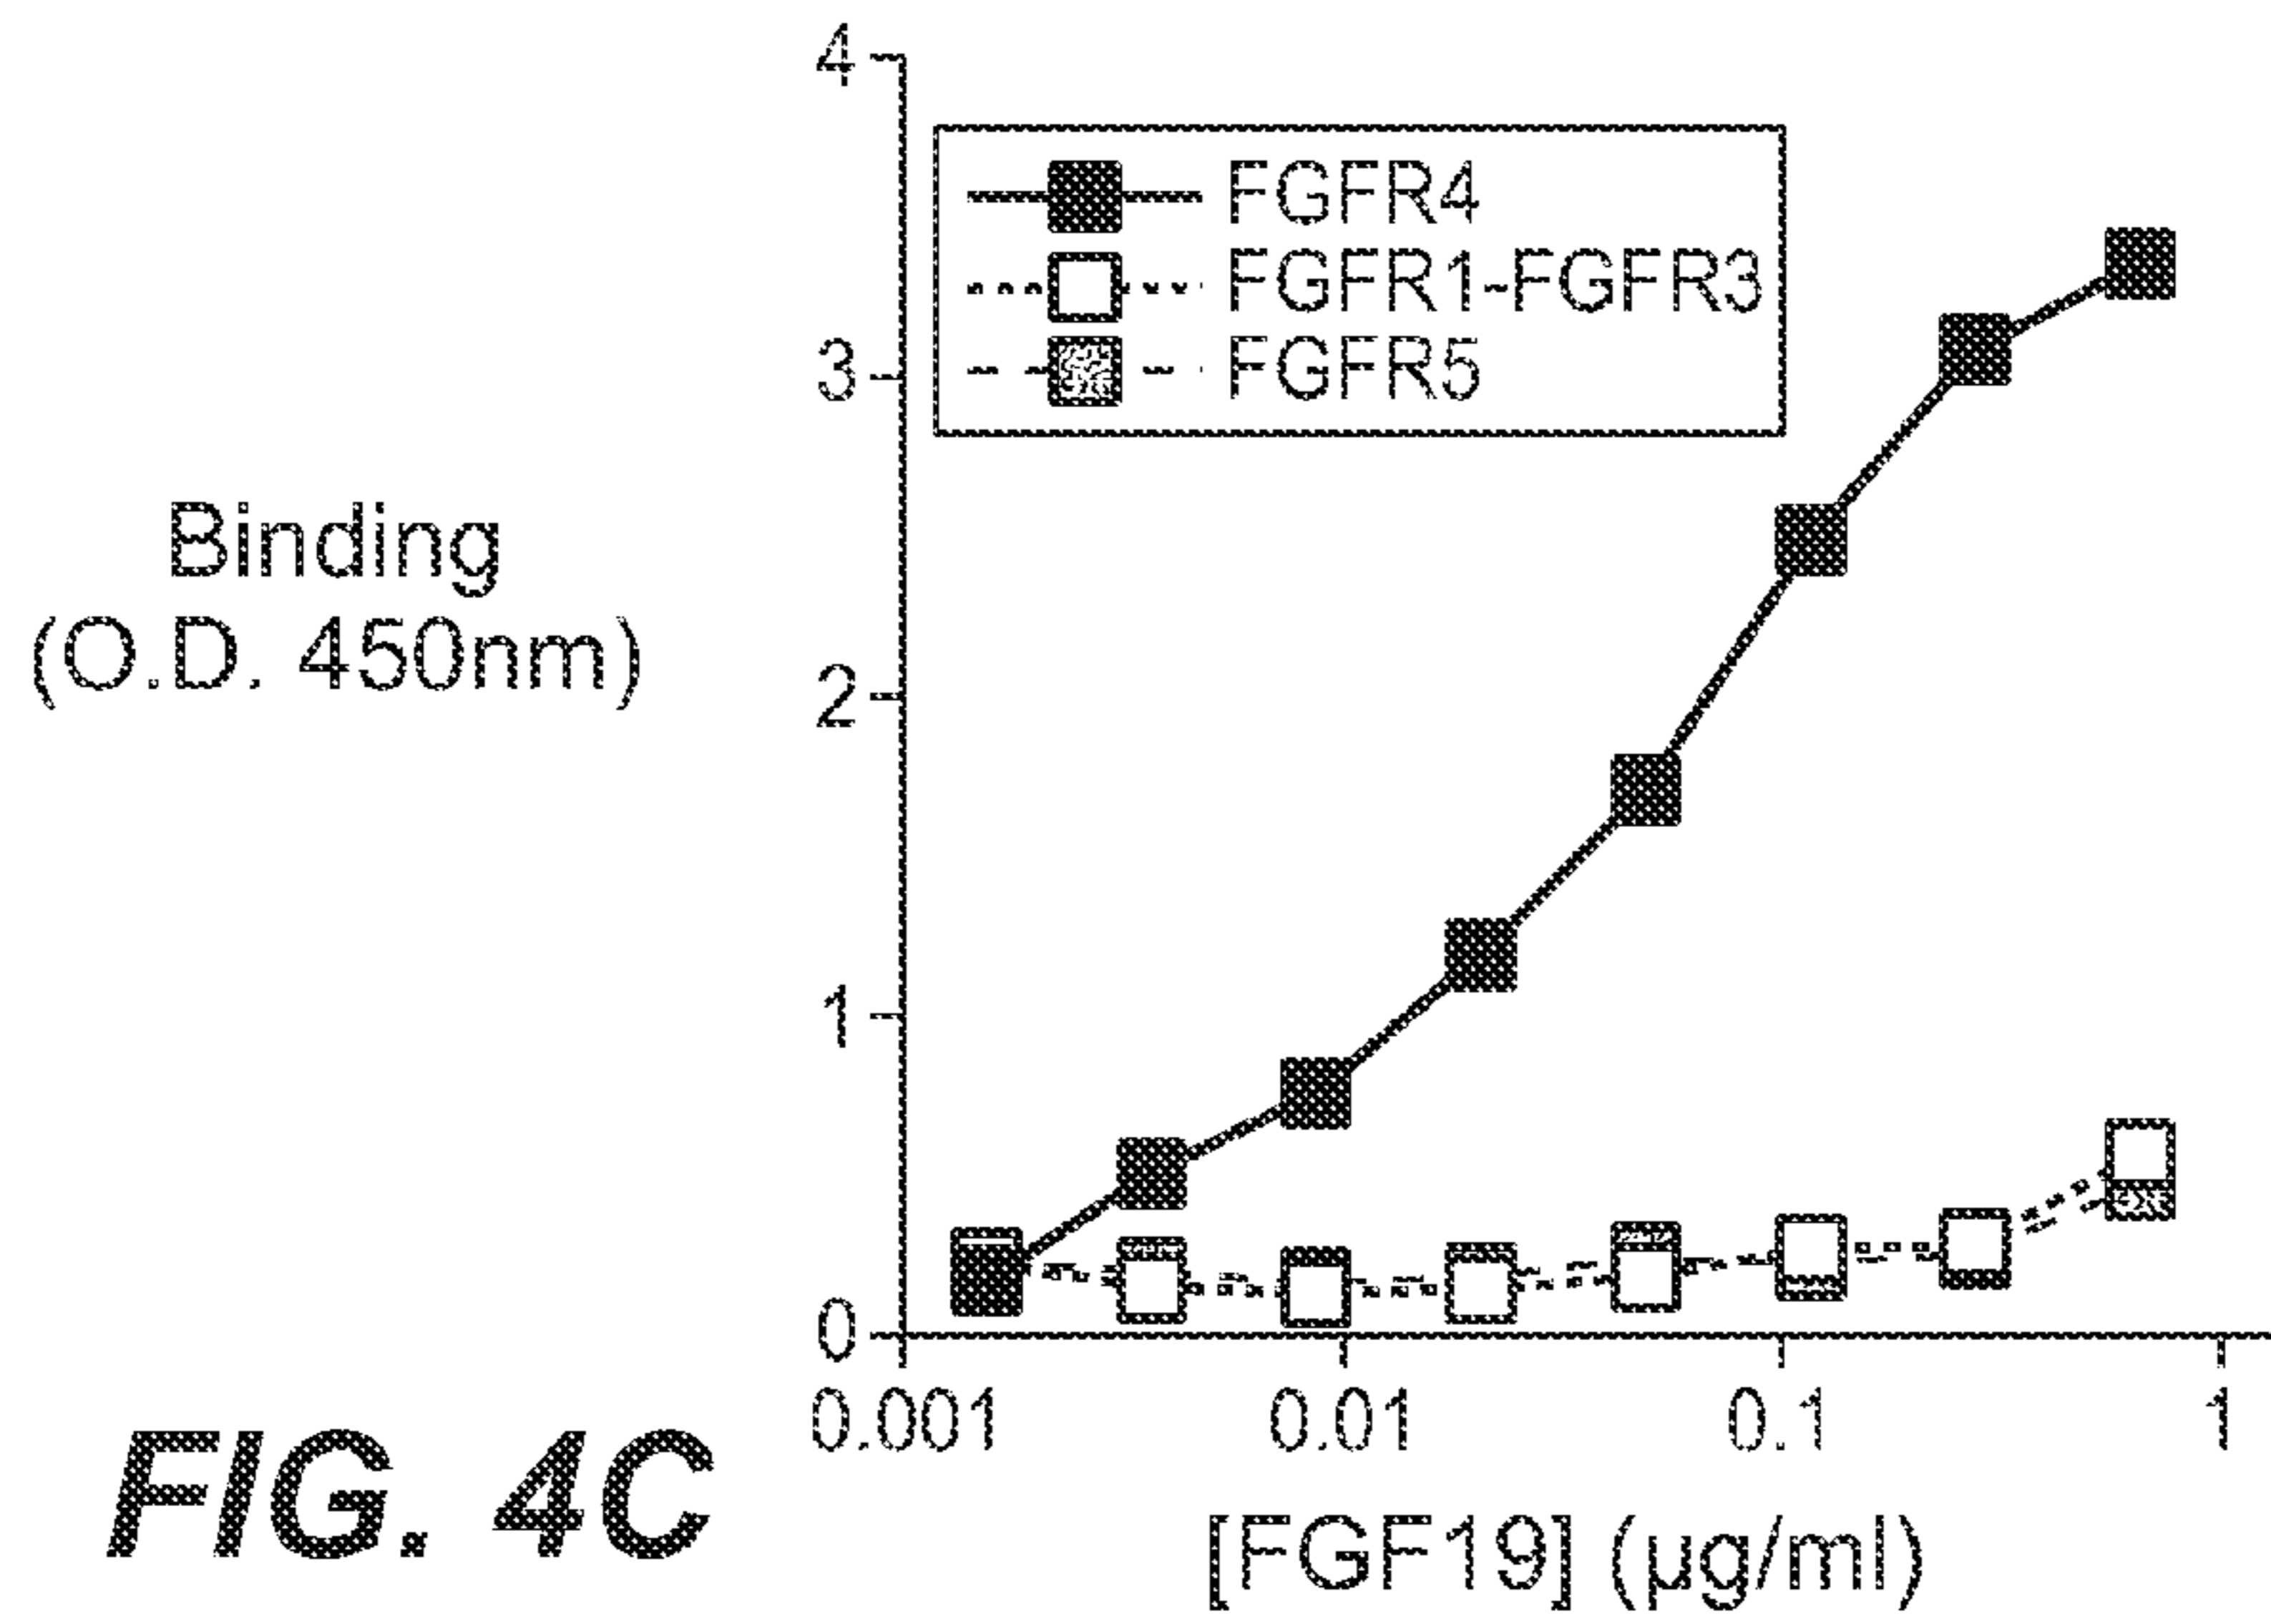 4
FGFR4
FGFR1-FGFR3
3
FGFR5
Binding
(O.D. 450nm)
2
1
0
0.001 0.01 0.1 1
FIG. 4C
[FGF19] (µg/ml)